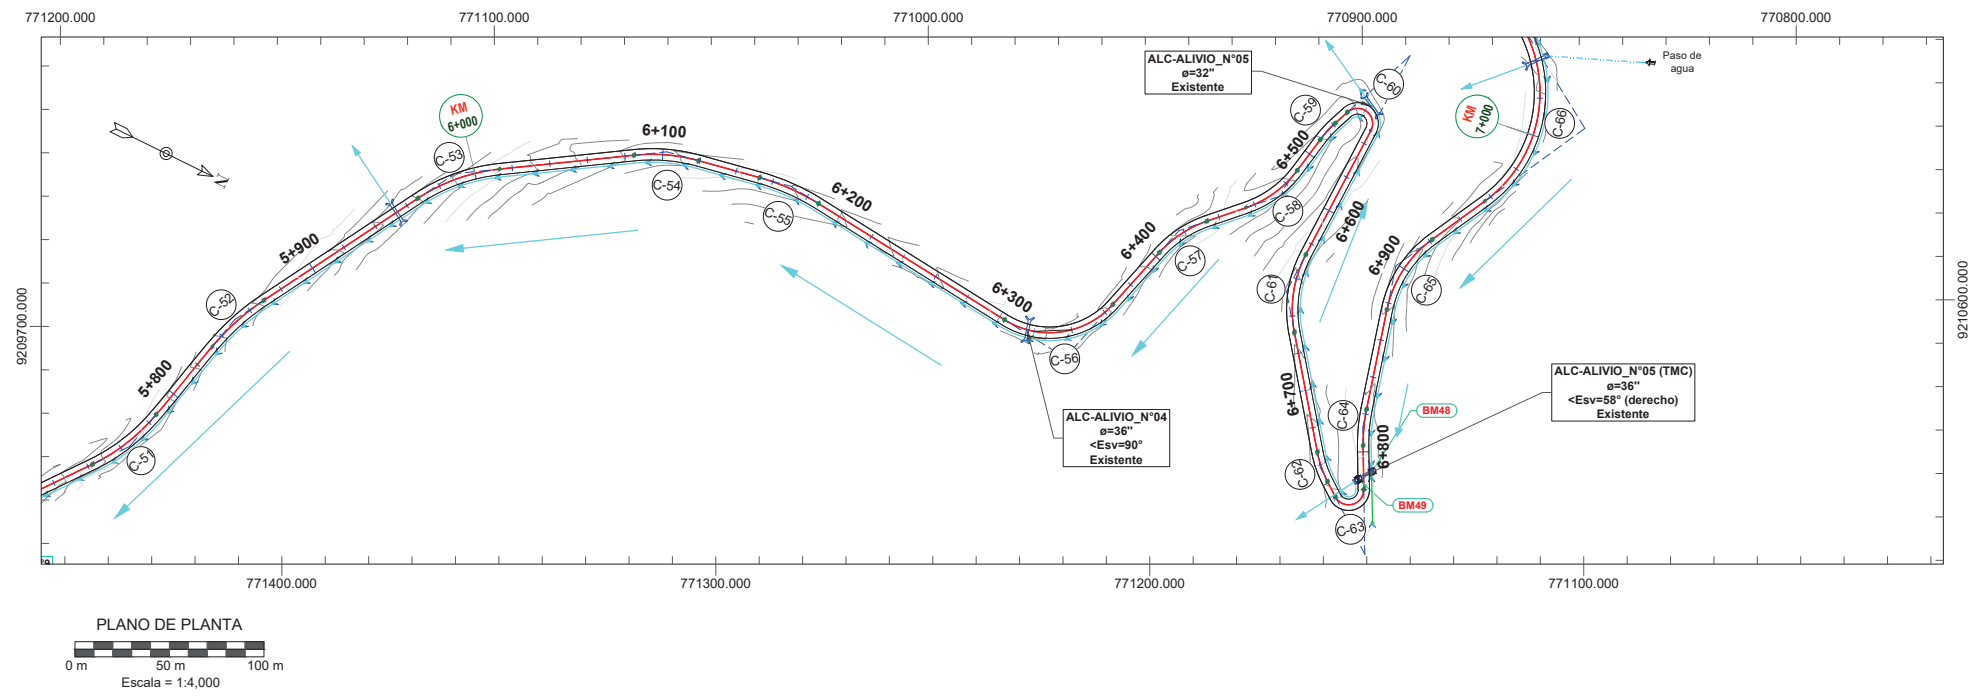 771200.000
771100.000
771000.000
770900.000
770800.000
ALC-ALIVIO_N°05
ø=32"
Existente
Paso de
agua
KM
6+000
KM
7+000
N
C-53
6+100
C-54
C-55
6+200
5+900
C-52
5+800
C-51
6+300
C-56
6+400
C-57
C-58
6+500
C-59
C-60
6+600
C-61
6+700
C-62
C-63
C-64
6+800
6+900
C-65
C-66
9209700.000
9210600.000
ALC-ALIVIO_N°04
ø=36"
<Esv=90°
Existente
ALC-ALIVIO_N°05 (TMC)
ø=36"
<Esv=58° (derecho)
Existente
BM48
BM49
771400.000
771300.000
771200.000
771100.000
PLANO DE PLANTA
0 m
50 m
100 m
Escala = 1:4,000